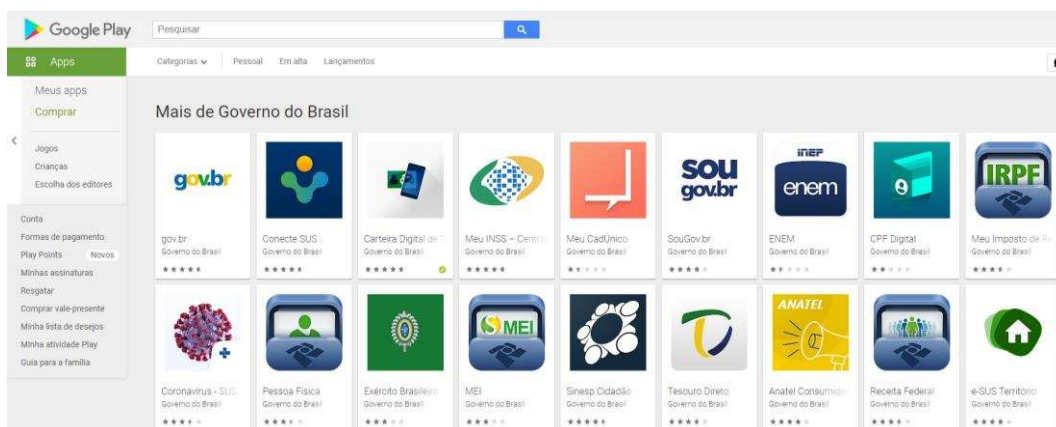 Google Play
Pesquisar
Apps
Categorias
Pessoal
Em alta
Lançamentos
Meus apps
Comprar
Jogos
Crianças
Escolha dos editores
Conta
Formas de pagamento
Play Points
Novos
Minhas assinaturas
Resgatar
Comprar vale-presente
Minha lista de desejos
Minha atividade Play
Guia para a família
Mais de Governo do Brasil
gov.br
sou
gov.br
inep
enem
IRPF
gov.br
Conecte SUS
Carteira Digital de
Meu INSS – Centr
Meu CadÚnico
SouGov.br
ENEM
CPF Digital
Meu Imposto de
Governo do Brasil
Governo do Brasil
Governo do Brasil
Governo do Brasil
Governo do Brasil
Governo do Brasil
Governo do Brasil
Governo do Brasil
Governo do Brasil
MEI
ANATEL
Coronavírus - SUS
Pessoa Física
Exército Brasileiro
MEI
Sinesp Cidadão
Tesouro Direto
Anatel Consumido
Receita Federal
e-SUS Território
Governo do Brasil
Governo do Brasil
Governo do Brasil
Governo do Brasil
Governo do Brasil
Governo do Brasil
Governo do Brasil
Governo do Brasil
Governo do Brasil